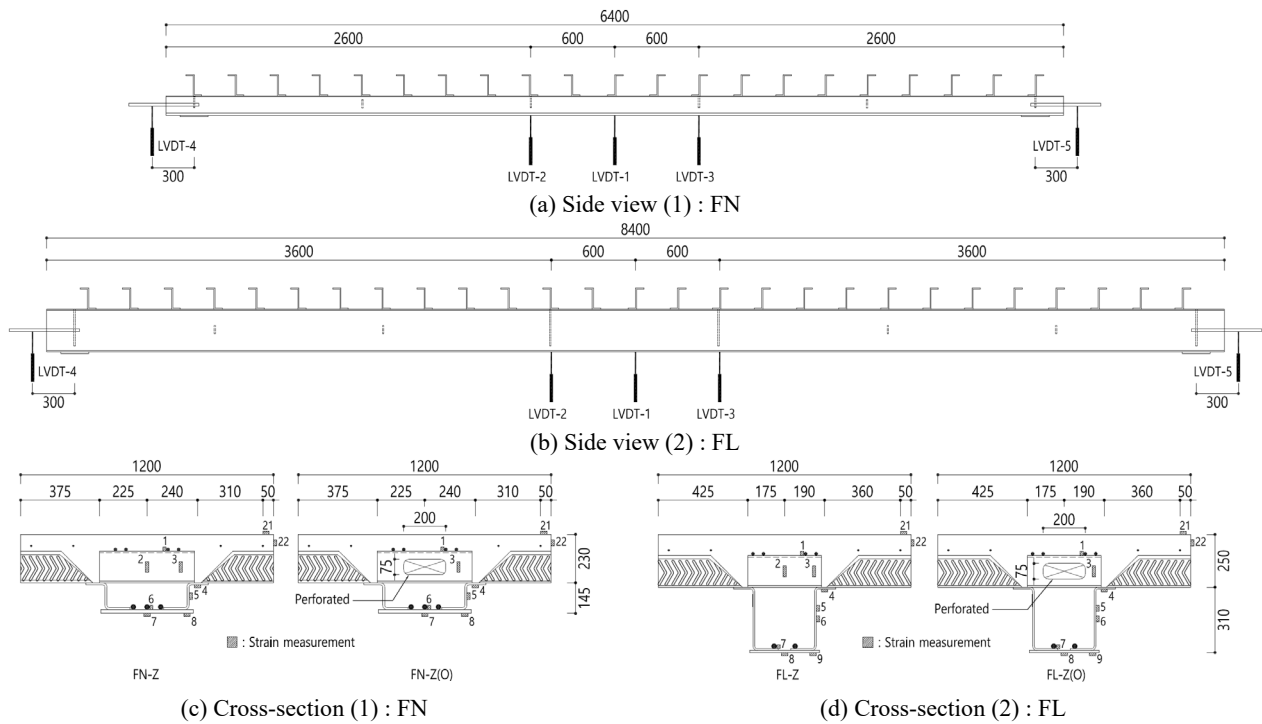 6400
2600 600 600 2600
LVDT-4 LVDT-5
300 300
LVDT-2 LVDT-1 LVDT-3
(a) Side view (1) : FN
8400
3600 600 600 3600
LVDT-4 LVDT-5
300 300
LVDT-2 LVDT-1 LVDT-3
(b) Side view (2) : FL
1200 1200 1200 1200
375 225 240 310 50 375 225 240 310 50 425 175 190 360 50 425 175 190 360 50
200 200
21 21 21 21
1 22 1 22 1 22 1 22
2 3 75 3 230 2 3 75 3 250
4 4 4 4
Perforated Perforated
5 5 145 5 5 310
6 6 6 6
7 8 7 8 7 7
: Strain measurement : Strain measurement
8 9 8 9
FN-Z FN-Z(O) FL-Z FL-Z(O)
(c) Cross-section (1) : FN (d) Cross-section (2) : FL